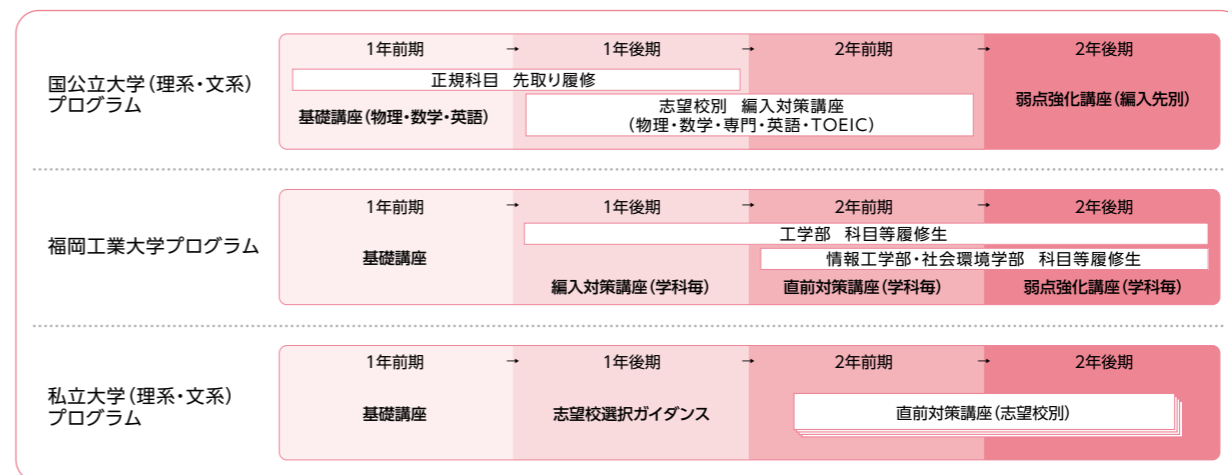 国公立大学(理系・文系)
プログラム
1年前期 → 1年後期 → 2年前期 → 2年後期
正規科目 先取り履修
基礎講座(物理・数学・英語)
志望校別 編入対策講座
(物理・数学・専門・英語・TOEIC)
弱点強化講座(編入先別)
福岡工業大学プログラム
1年前期 → 1年後期 → 2年前期 → 2年後期
工学部 科目等履修生
基礎講座
情報工学部・社会環境学部 科目等履修生
編入対策講座(学科毎)
直前対策講座(学科毎)
弱点強化講座(学科毎)
私立大学(理系・文系)
プログラム
1年前期 → 1年後期 → 2年前期 → 2年後期
基礎講座
志望校選択ガイダンス
直前対策講座(志望校別)